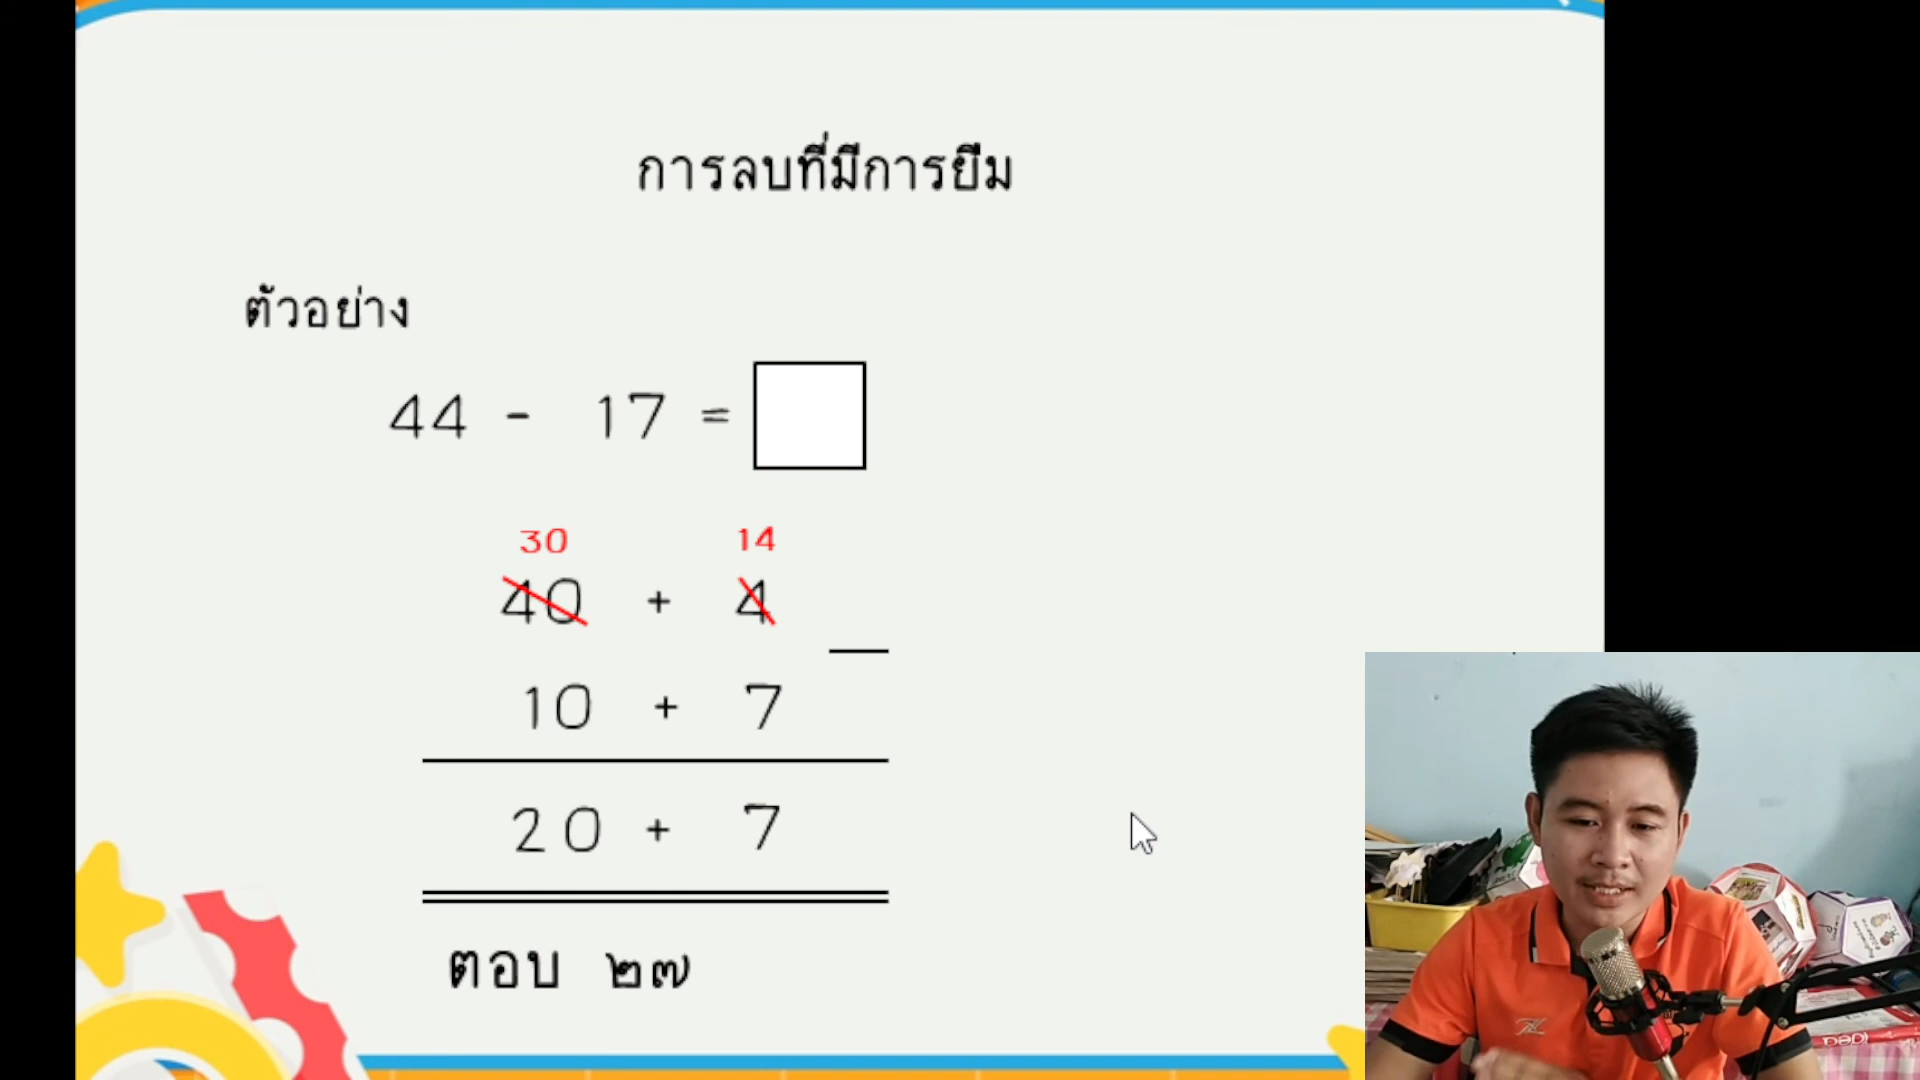 การลบที่มีการยืม
ตัวอย่าง
44 - 17 =
30 14
40 + 4
10 + 7
20 + 7
ตอบ ๒๗